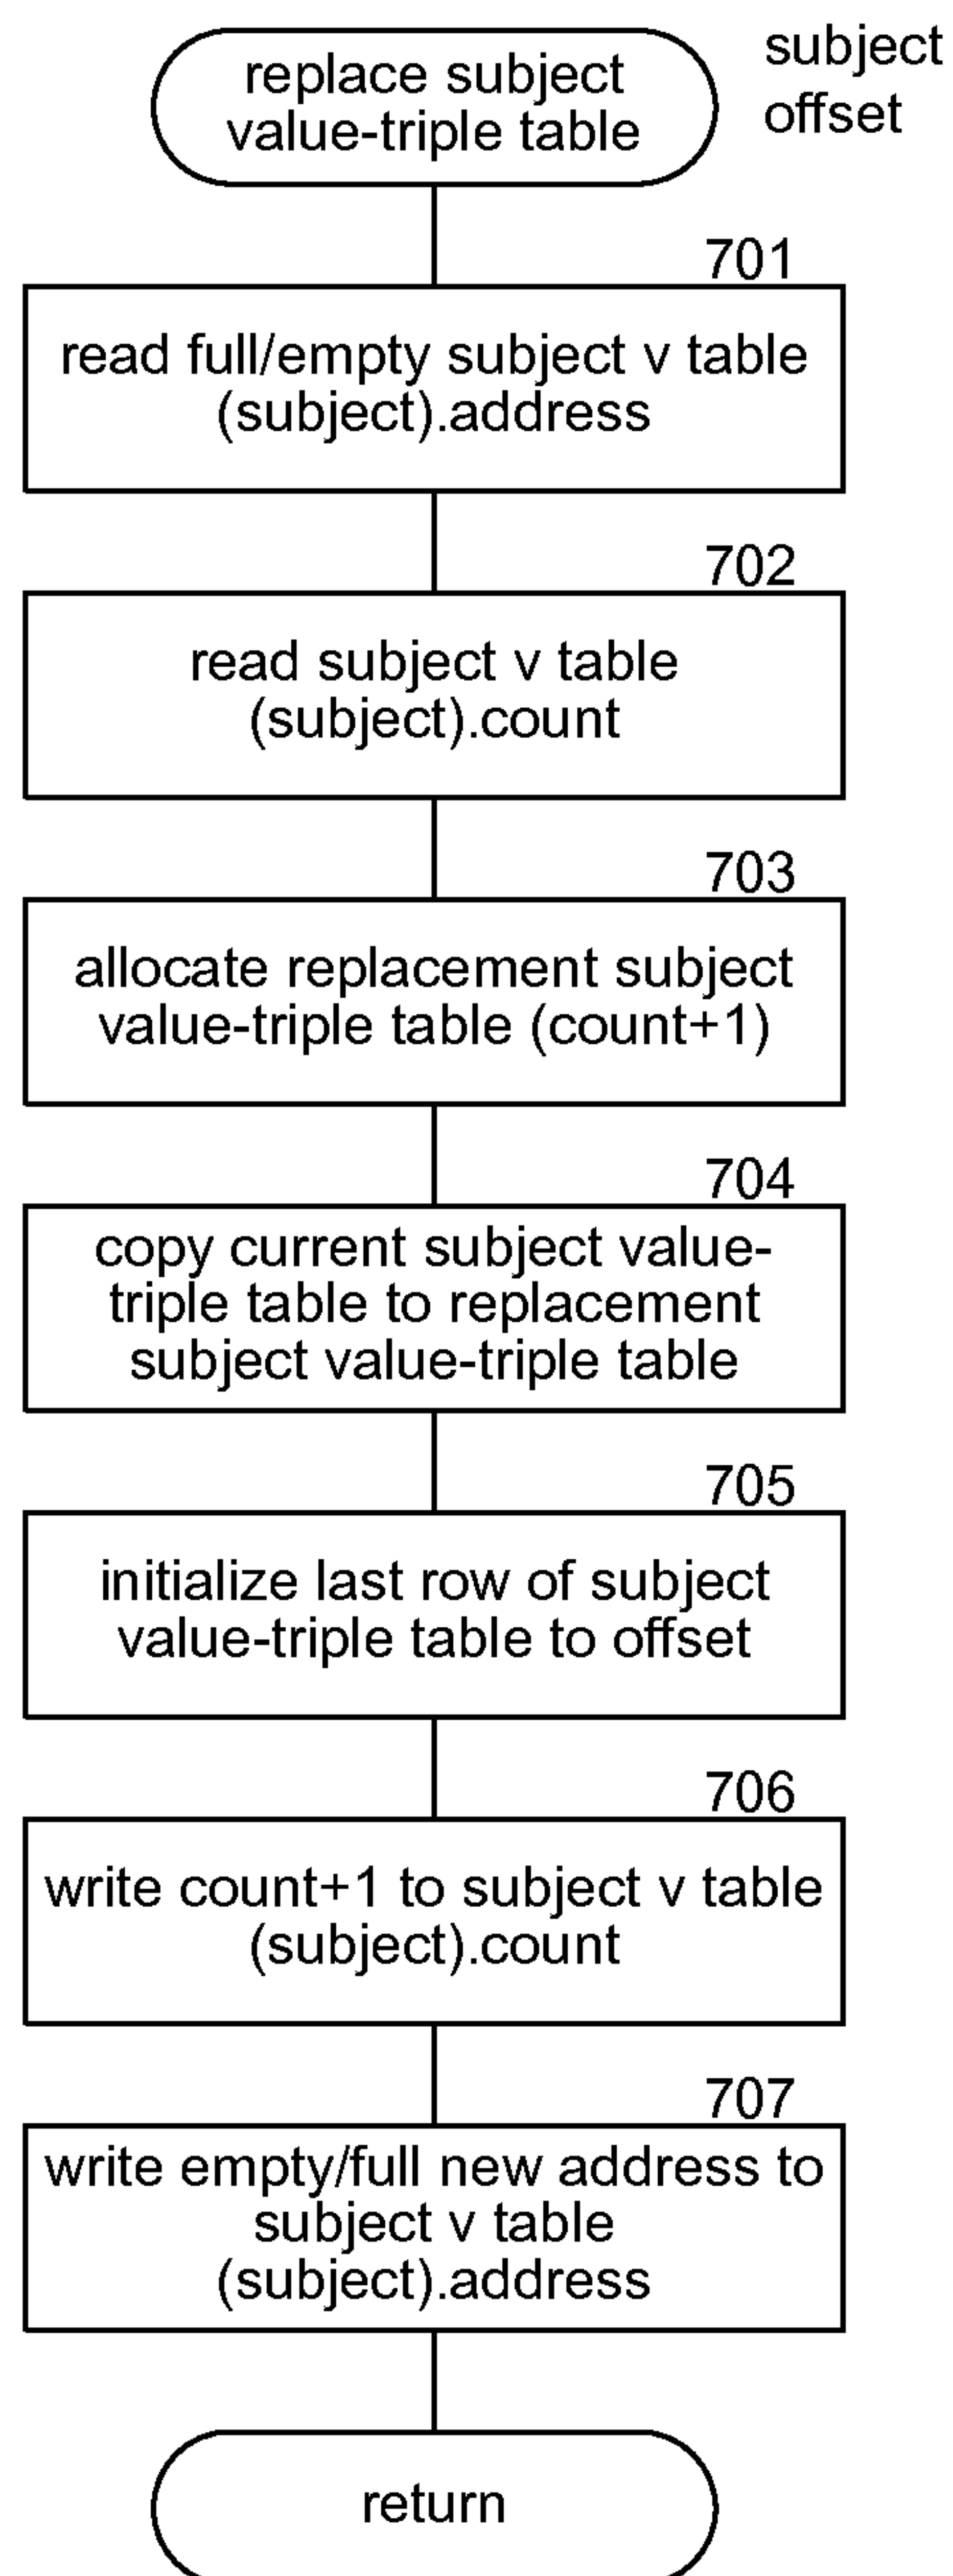 replace subject
value-triple table
subject
offset
701
read full/empty subject v table
(subject).address
702
read subject v table
(subject).count
703
allocate replacement subject
value-triple table (count+1)
704
copy current subject value-
triple table to replacement
subject value-triple table
705
initialize last row of subject
value-triple table to offset
706
write count+1 to subject v table
(subject).count
707
write empty/full new address to
subject v table
(subject).address
return